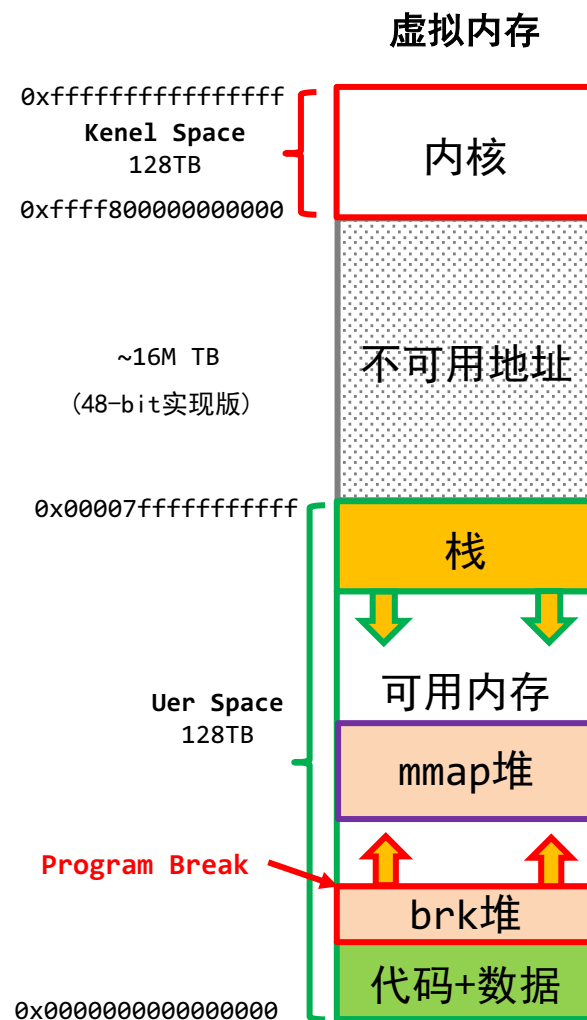 虚拟内存
0xffffffffffffffff
Kenel Space
128TB
内核
0xffff800000000000
~16M TB
(48-bit实现版)
不可用地址
0x00007fffffffffff
栈
可用内存
Uer Space
128TB
mmap堆
Program Break
brk堆
代码+数据
0x0000000000000000